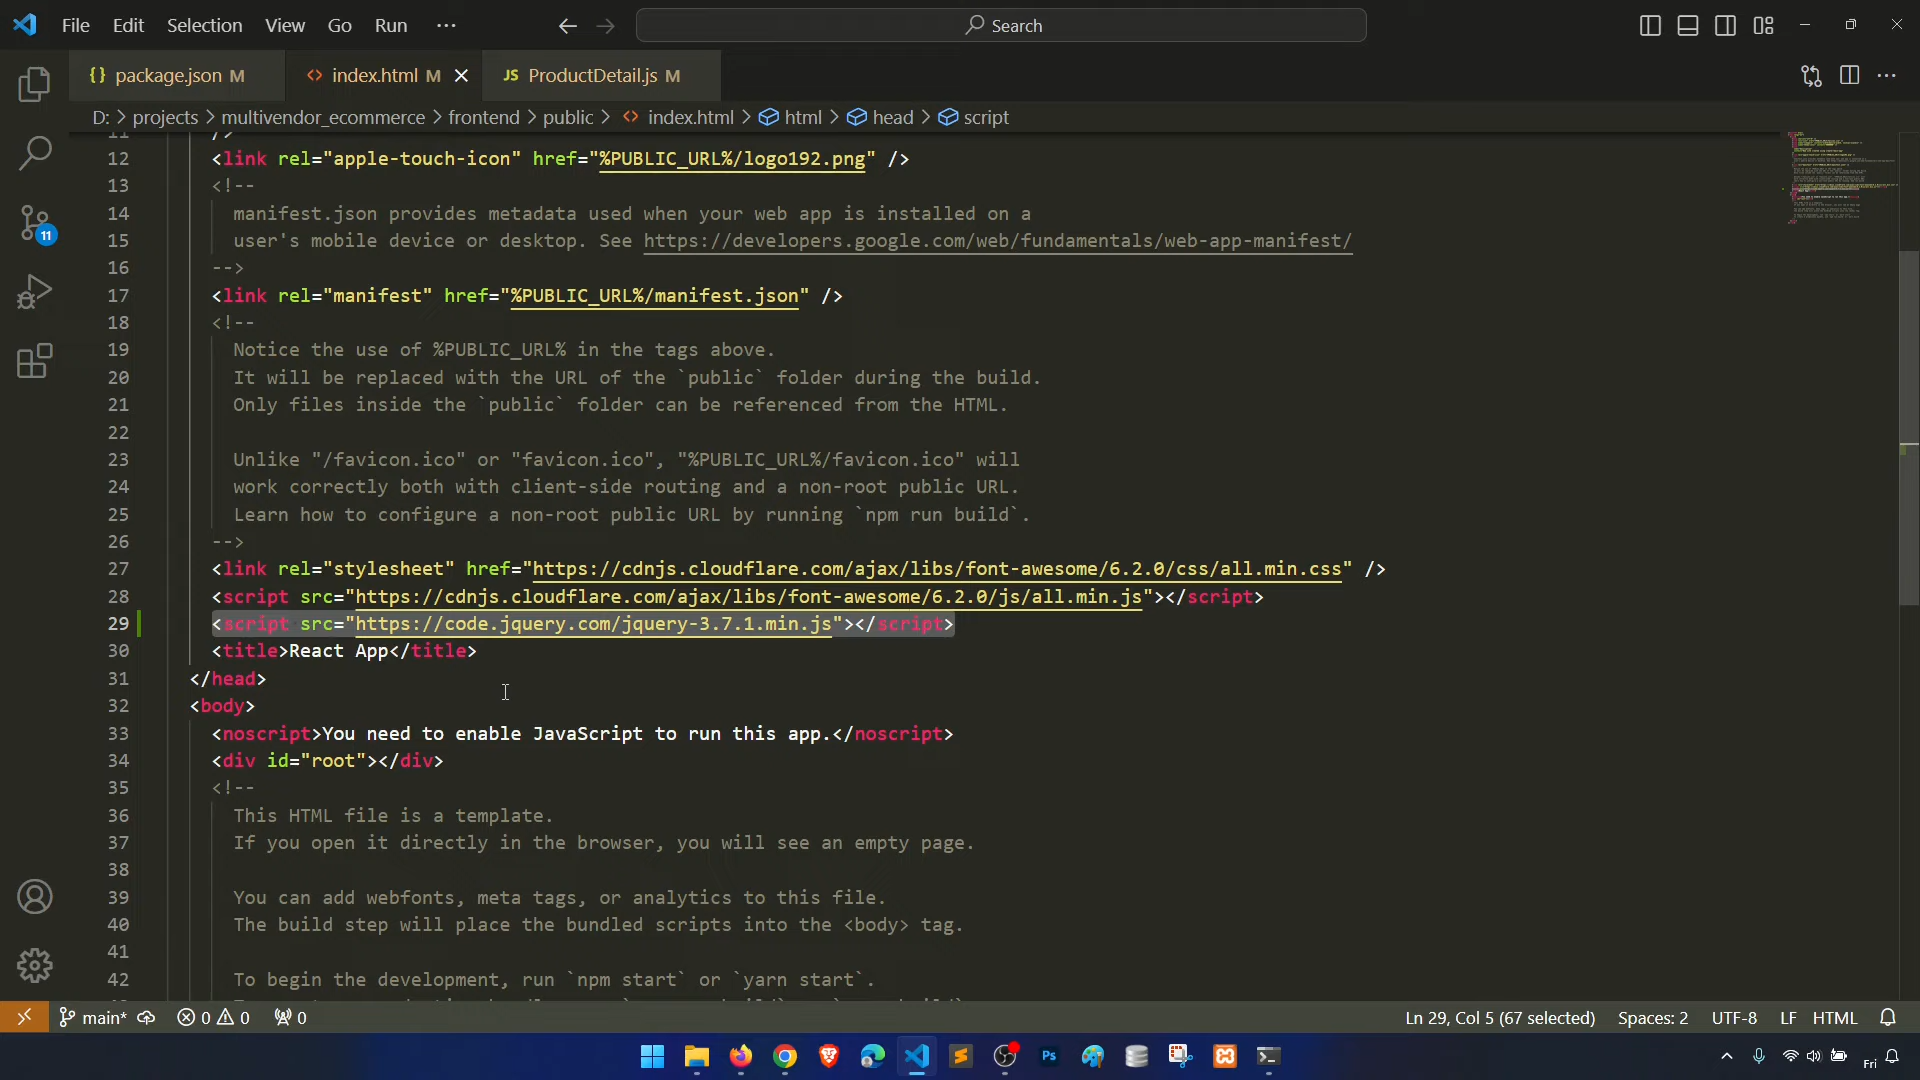 File Edit Selection View Go Run ···
Search
{} package.json M
<> index.html M
JS ProductDetail.js M
D: > projects > multivendor_ecommerce > frontend > public > <> index.html > html > head > script
11 />
12 <link rel="apple-touch-icon" href="%PUBLIC_URL%/logo192.png" />
13 <!--
14 manifest.json provides metadata used when your web app is installed on a
15 user's mobile device or desktop. See https://developers.google.com/web/fundamentals/web-app-manifest/
16 -->
17 <link rel="manifest" href="%PUBLIC_URL%/manifest.json" />
18 <!--
19 Notice the use of %PUBLIC_URL% in the tags above.
20 It will be replaced with the URL of the `public` folder during the build.
21 Only files inside the `public` folder can be referenced from the HTML.
22
23 Unlike "/favicon.ico" or "favicon.ico", "%PUBLIC_URL%/favicon.ico" will
24 work correctly both with client-side routing and a non-root public URL.
25 Learn how to configure a non-root public URL by running `npm run build`.
26 -->
27 <link rel="stylesheet" href="https://cdnjs.cloudflare.com/ajax/libs/font-awesome/6.2.0/css/all.min.css" />
28 <script src="https://cdnjs.cloudflare.com/ajax/libs/font-awesome/6.2.0/js/all.min.js"></script>
29 <script src="https://code.jquery.com/jquery-3.7.1.min.js"></script>
30 <title>React App</title>
31 </head>
32 <body>
33 <noscript>You need to enable JavaScript to run this app.</noscript>
34 <div id="root"></div>
35 <!--
36 This HTML file is a template.
37 If you open it directly in the browser, you will see an empty page.
38
39 You can add webfonts, meta tags, or analytics to this file.
40 The build step will place the bundled scripts into the <body> tag.
41
42 To begin the development, run `npm start` or `yarn start`.
11
main* 0 0 0
Ln 29, Col 5 (67 selected) Spaces: 2 UTF-8 LF HTML
Ps
Fri